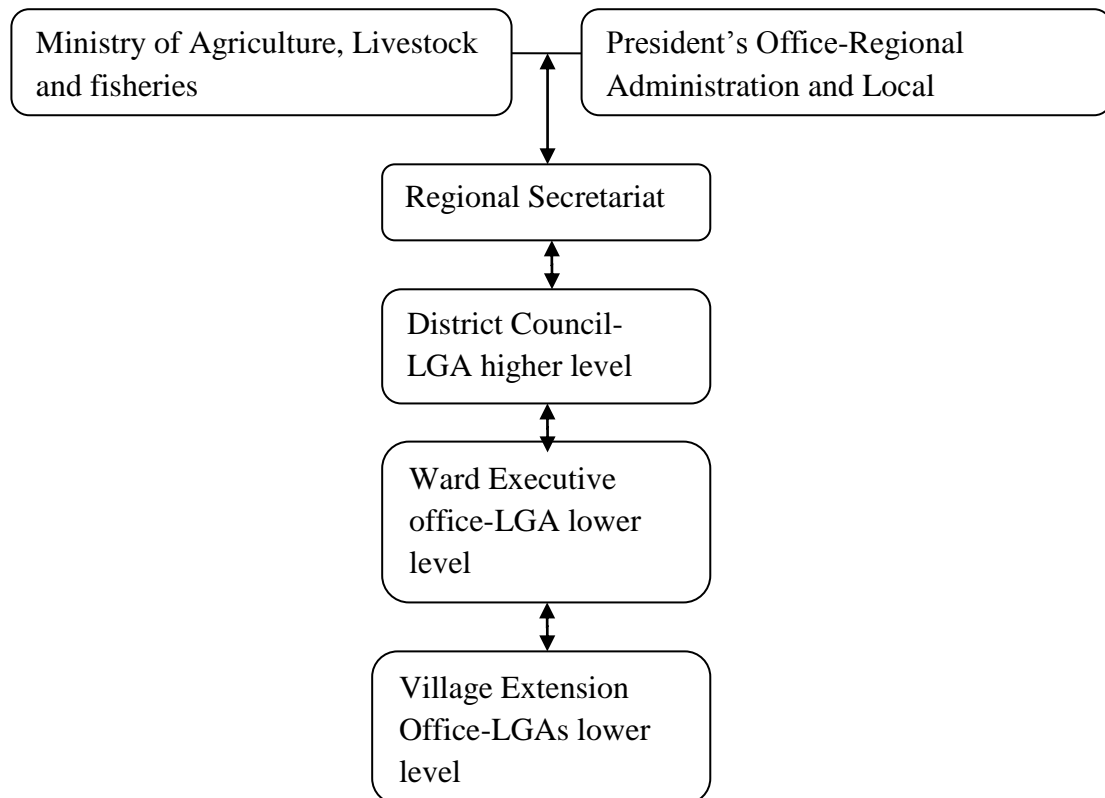 Ministry of Agriculture, Livestock
and fisheries
President’s Office-Regional
Administration and Local
Regional Secretariat
District Council-
LGA higher level
Ward Executive
office-LGA lower
level
Village Extension
Office-LGAs lower
level